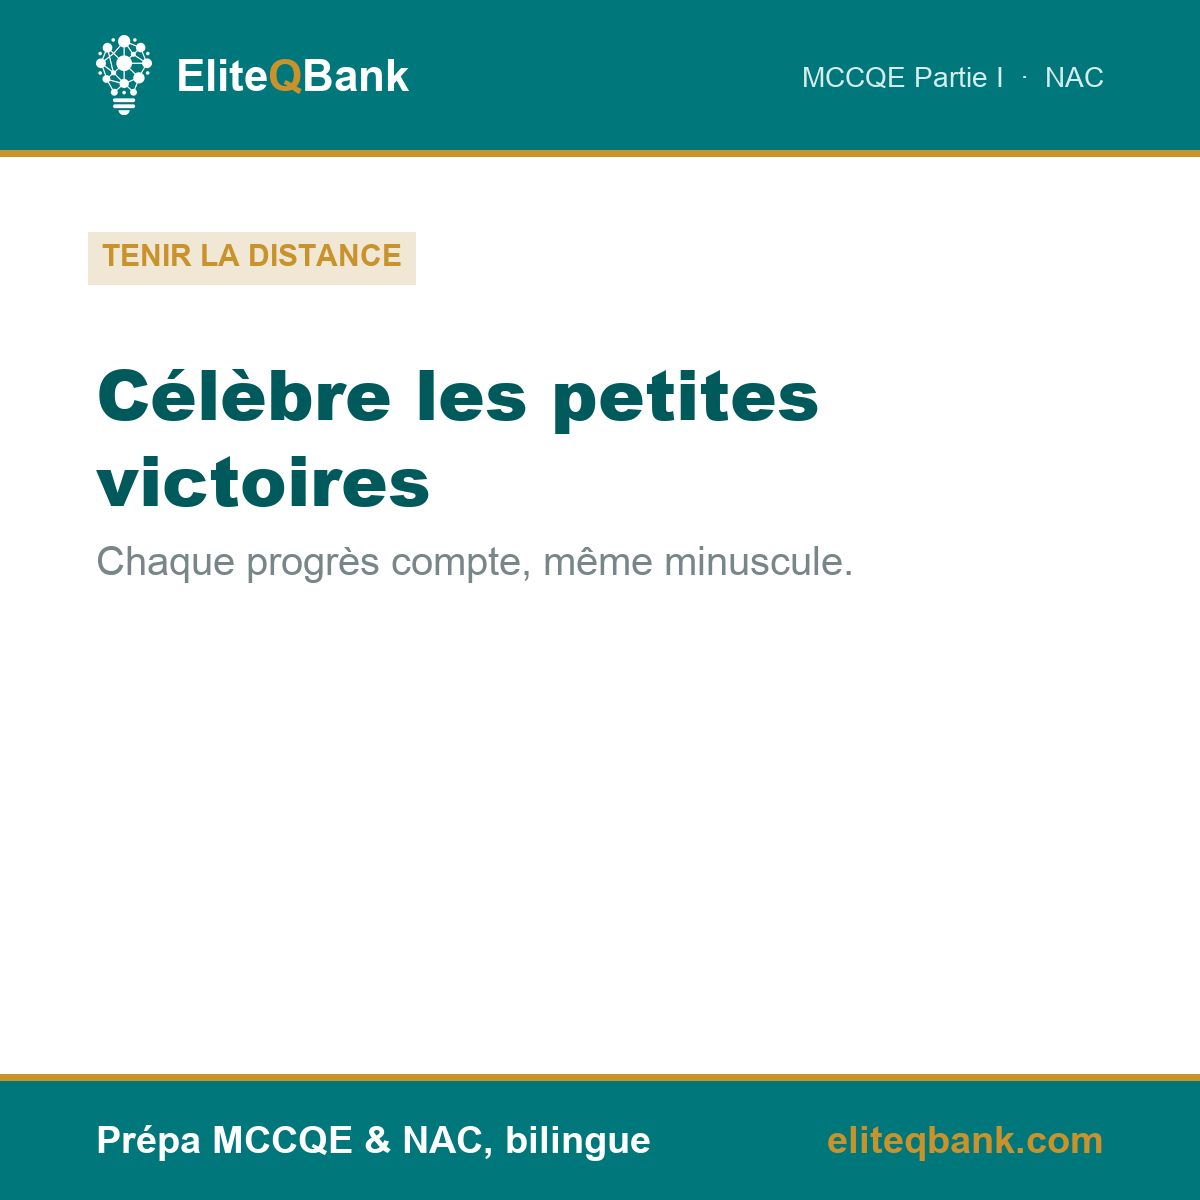 EliteQBank
MCCQE Partie I · NAC
TENIR LA DISTANCE
Célèbre les petites
victoires
Chaque progrès compte, même minuscule.
Prépa MCCQE & NAC, bilingue
eliteqbank.com